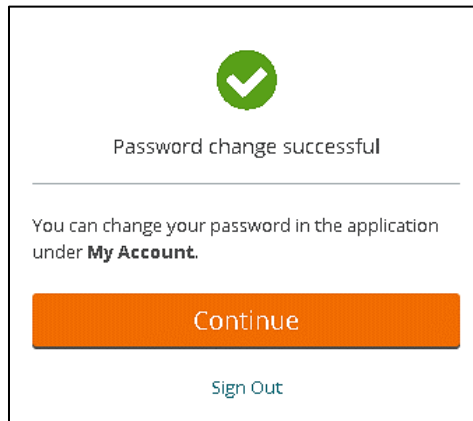 Password change successful
You can change your password in the application
under My Account.
Continue
Sign Out